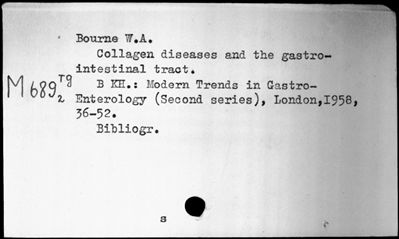 Bourne W.A.
Collagen diseases and the gastro-
intestinal tract.
B KH.: Modern Trends in Gastro-
Enterology (Second series), London,I958,
36-52.
Bibliogr.
M 689 Tg
2
s